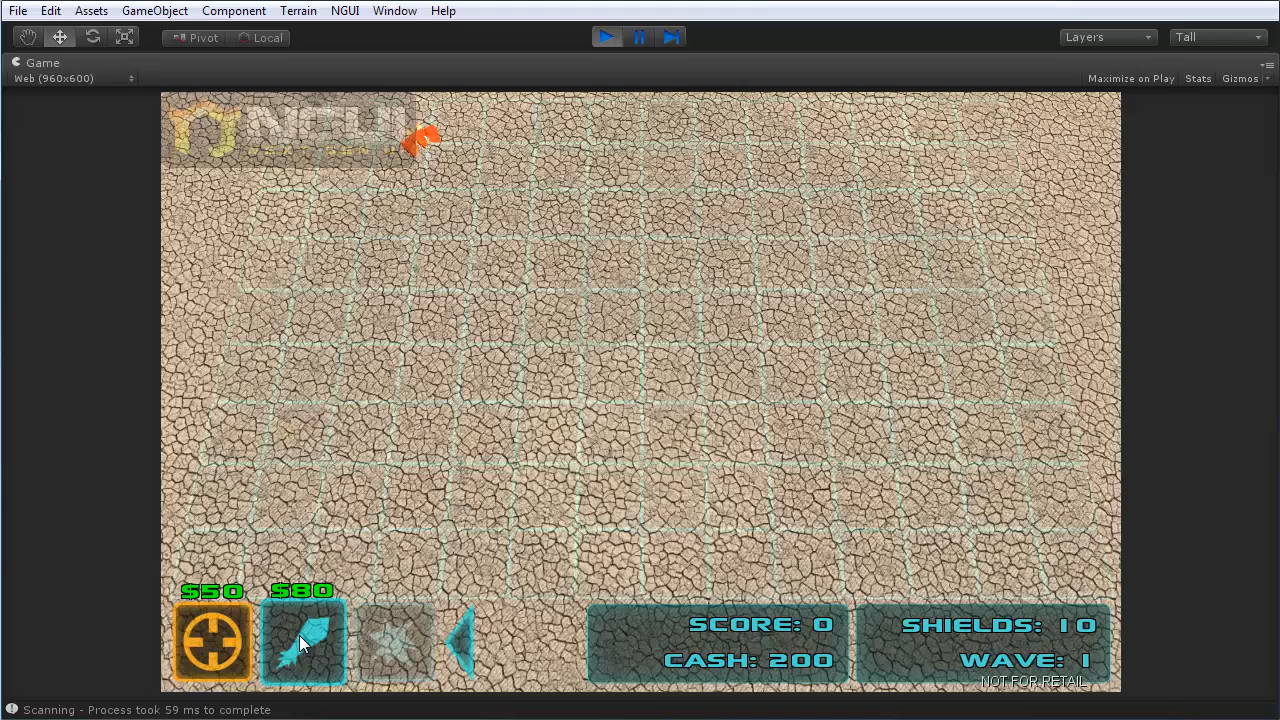 File Edit Assets GameObject Component Terrain NGUI Window Help
Pivot Local Layers Tall
Game
Web (960x600) Maximize on Play Stats Gizmos
NGUI
$50 $80
SCORE: 0 SHIELDS: 10
CASH: 200 WAVE: 1
NOT FOR RETAIL
Scanning - Process took 59 ms to complete